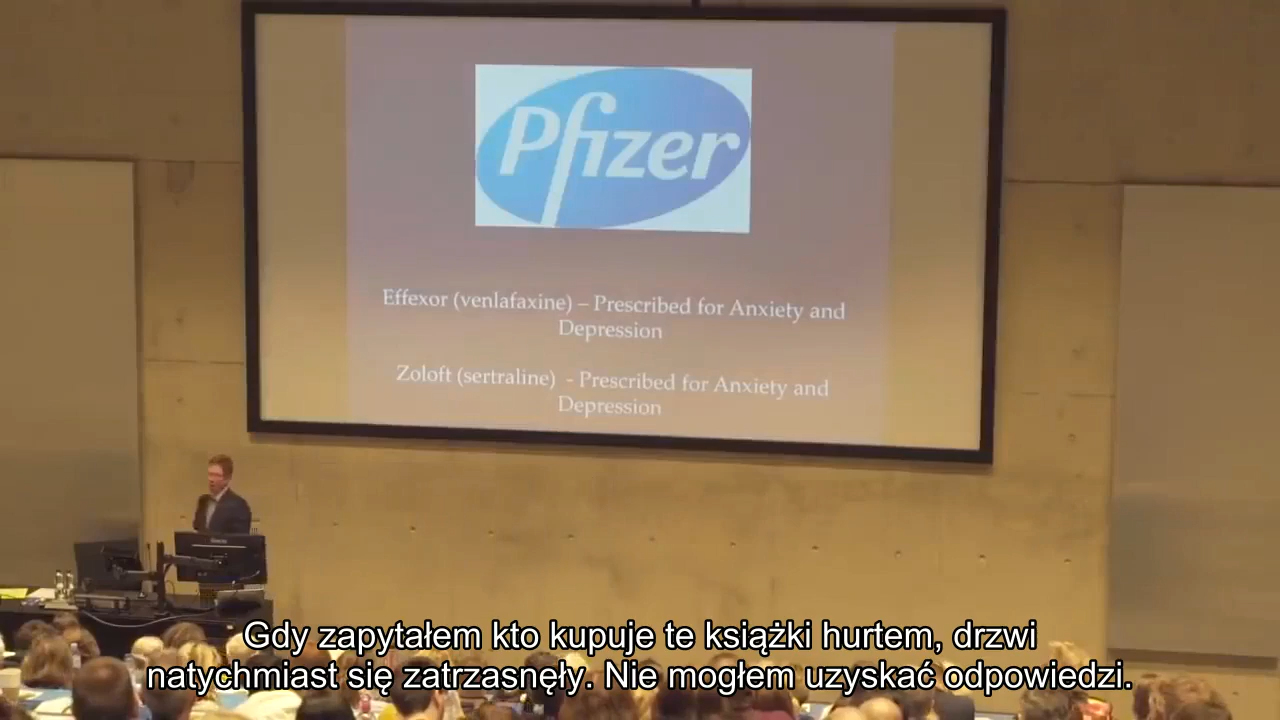 Pfizer
Effexor (venlafaxine) – Prescribed for Anxiety and
Depression
Zoloft (sertraline) - Prescribed for Anxiety and
Depression
Gdy zapytałem kto kupuje te książki hurtem, drzwi
natychmiast się zatrzasnęły. Nie mogłem uzyskać odpowiedzi.